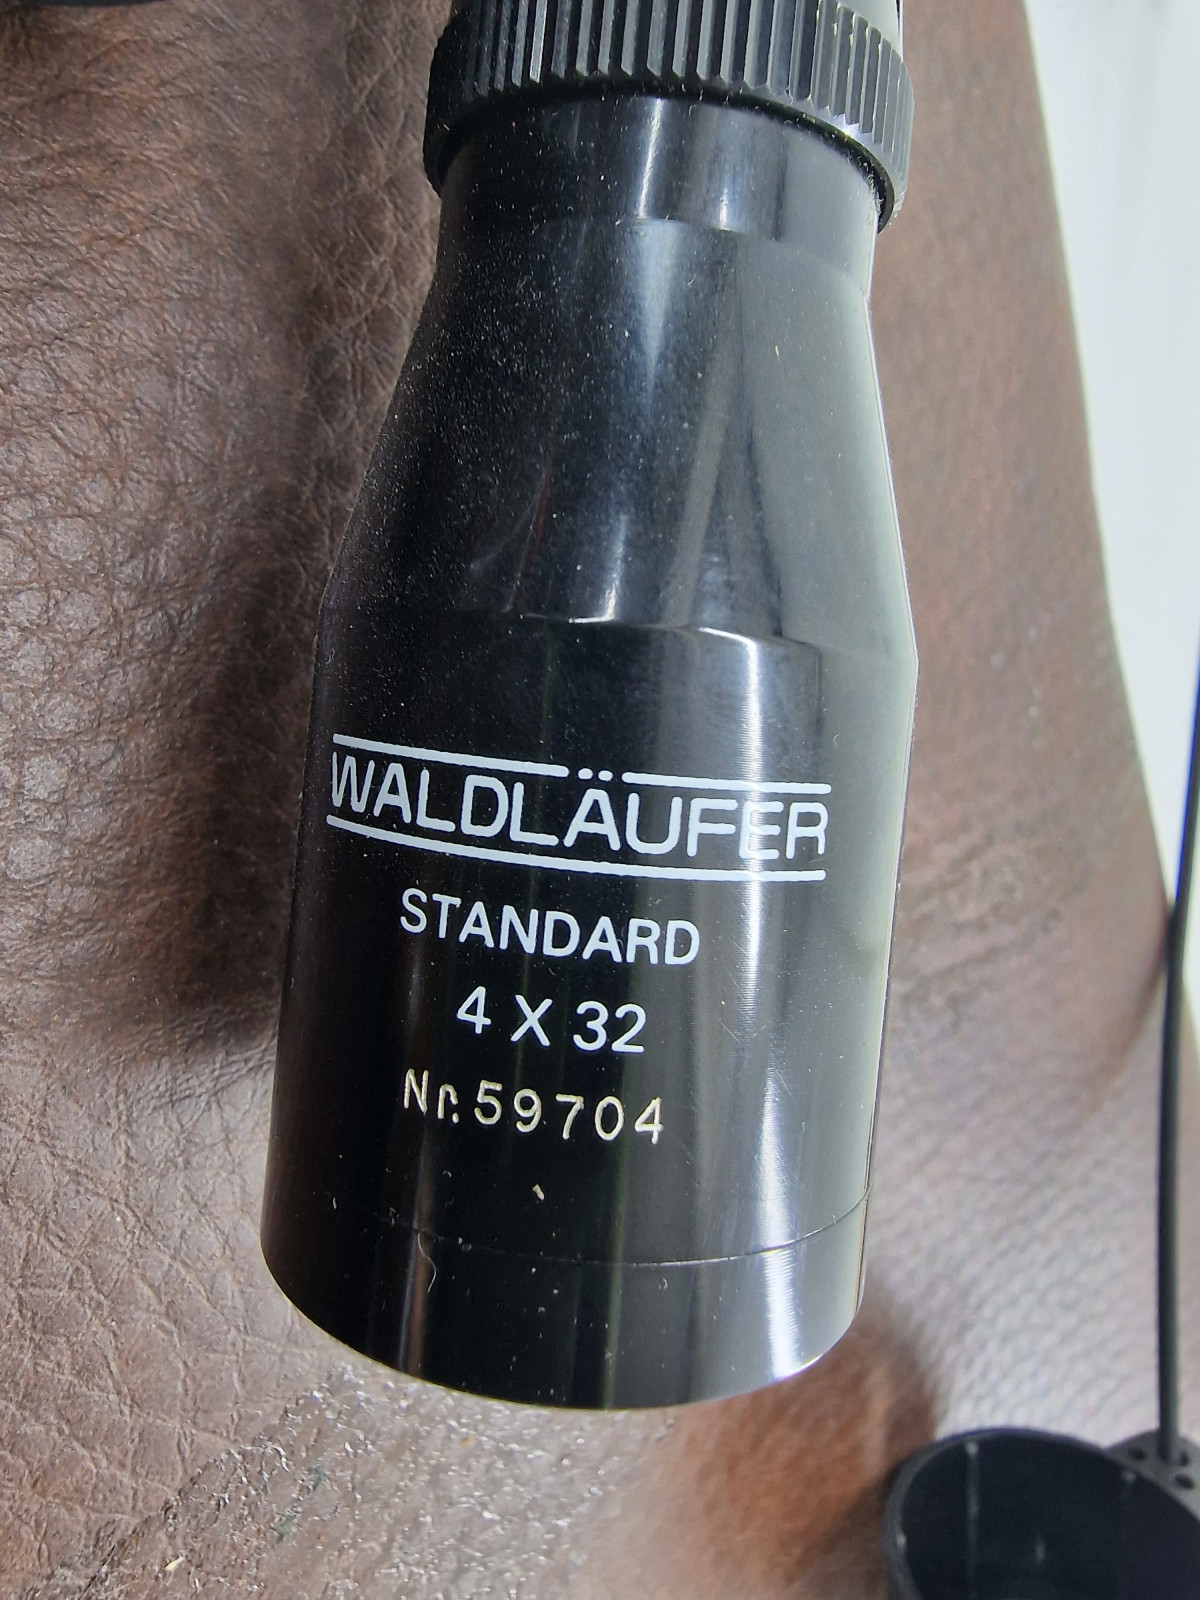 WALDLÄUFER
STANDARD
4 X 32
Nr.59704